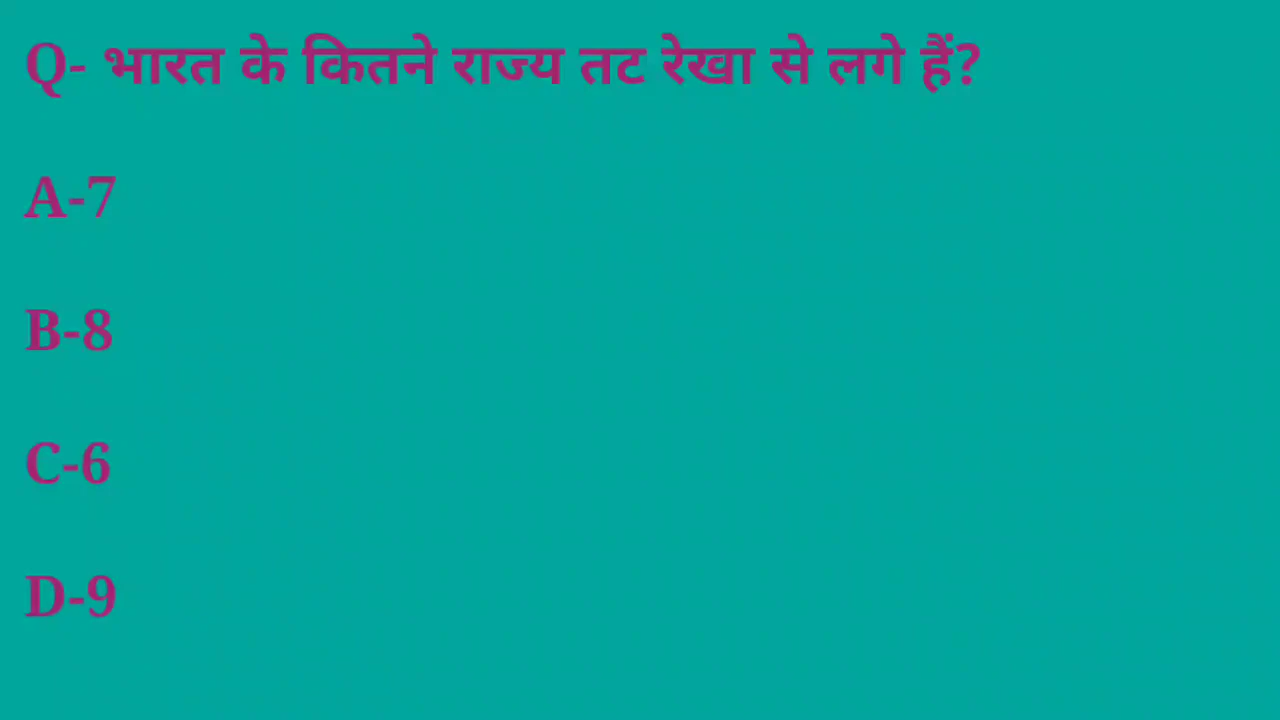 Q- भारत के कितने राज्य तट रेखा से लगे हैं?
A-7
B-8
C-6
D-9